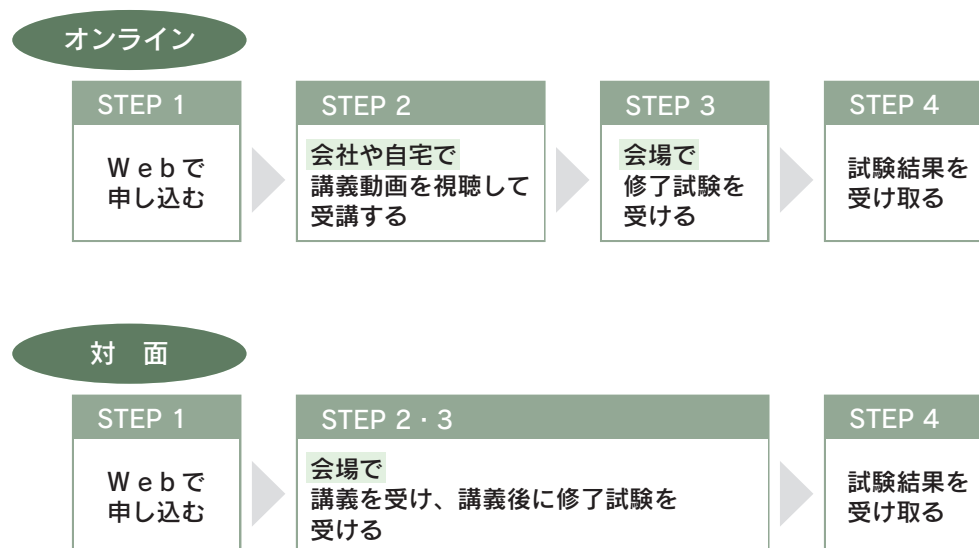 オンライン
STEP 1
Webで
申し込む
STEP 2
会社や自宅で
講義動画を視聴して
受講する
STEP 3
会場で
修了試験を
受ける
STEP 4
試験結果を
受け取る
対　面
STEP 1
Webで
申し込む
STEP 2・3
会場で
講義を受け、講義後に修了試験を
受ける
STEP 4
試験結果を
受け取る